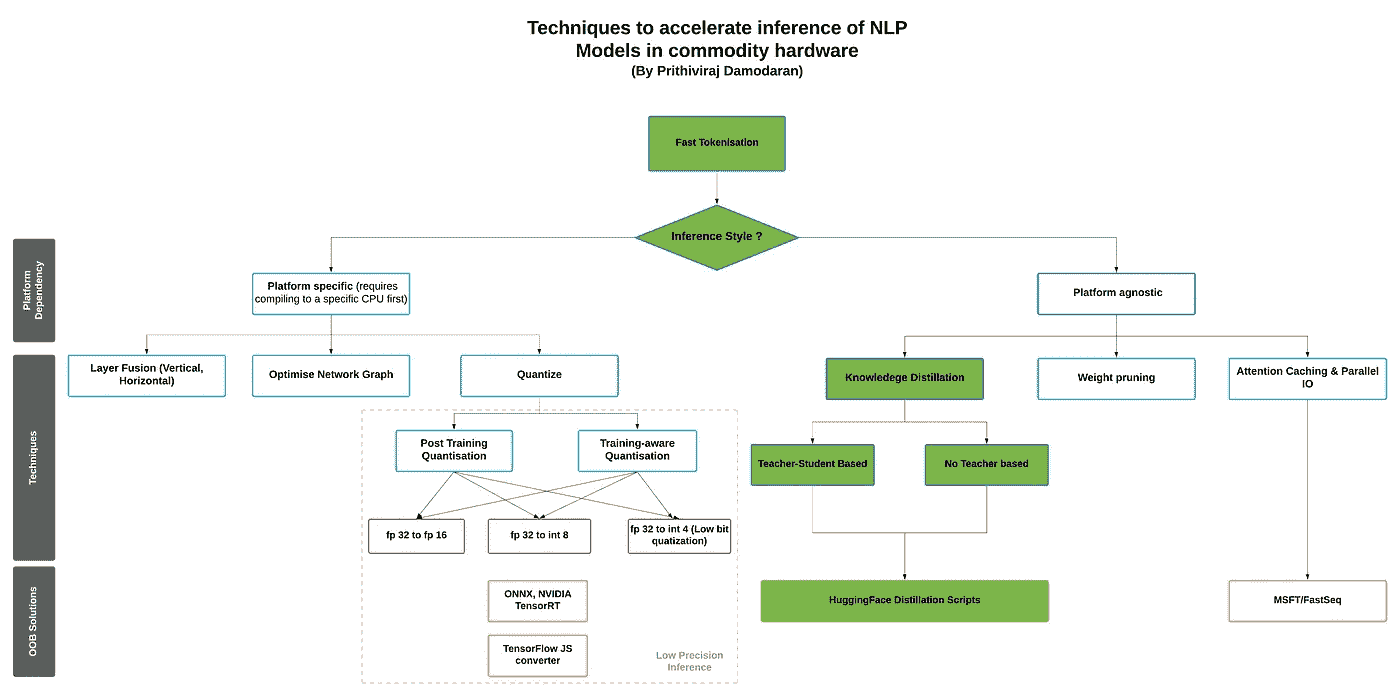 Techniques to accelerate inference of NLP
Models in commodity hardware
(By Prithiviraj Damodaran)
Fast Tokenisation
Inference Style ?
Platform
Dependency
Platform specific (requires
compiling to a specific CPU first)
Platform agnostic
Techniques
Layer Fusion (Vertical,
Horizontal)
Optimise Network Graph
Quantize
Knowledege Distillation
Weight pruning
Attention Caching & Parallel
IO
Post Training
Quantisation
Training-aware
Quantisation
Teacher-Student Based
No Teacher based
fp 32 to fp 16
fp 32 to int 8
fp 32 to int 4 (Low bit
quatization)
OOB Solutions
ONNX, NVIDIA
TensorRT
HuggingFace Distillation Scripts
MSFT/FastSeq
TensorFlow JS
converter
Low Precision
Inference